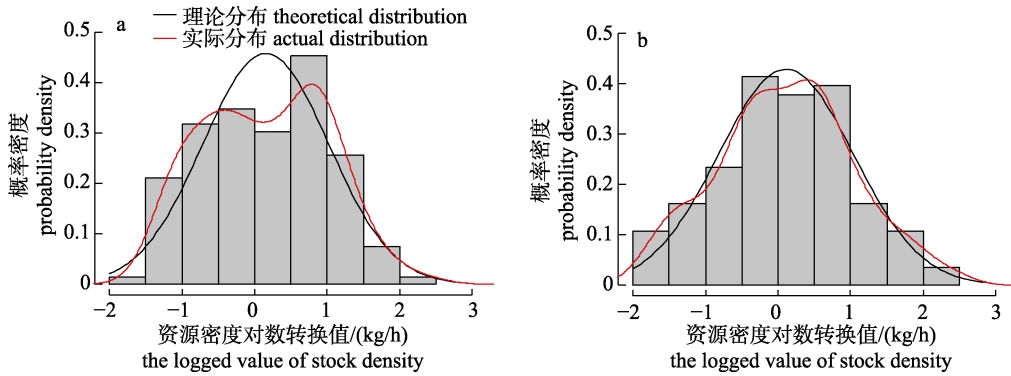 a
理论分布 theoretical distribution
实际分布 actual distribution
0.5
0.4
0.3
0.2
0.1
0
概率密度
probability density
−2
−1
0
1
2
3
资源密度对数转换值/(kg/h)
the logged value of stock density
b
0.5
0.4
0.3
0.2
0.1
0
概率密度
probability density
−2
−1
0
1
2
3
资源密度对数转换值/(kg/h)
the logged value of stock density